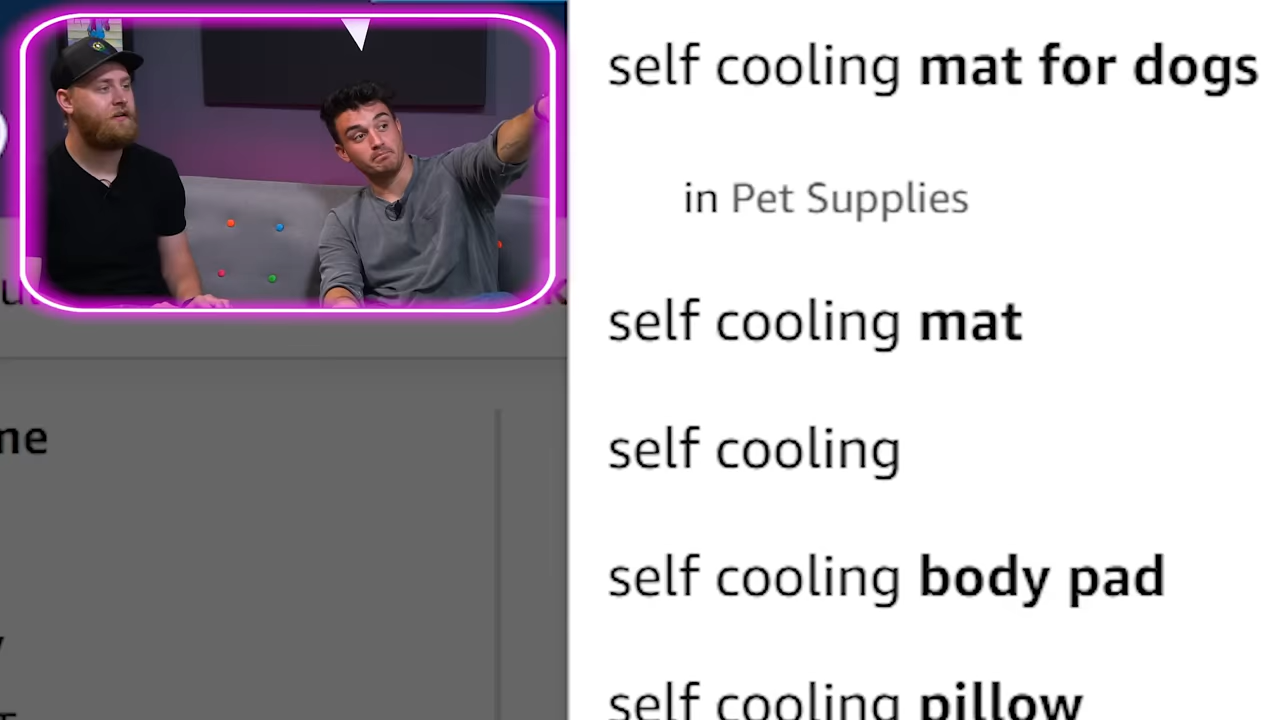 self cooling mat for dogs
in Pet Supplies
self cooling mat
self cooling
self cooling body pad
self cooling pillow